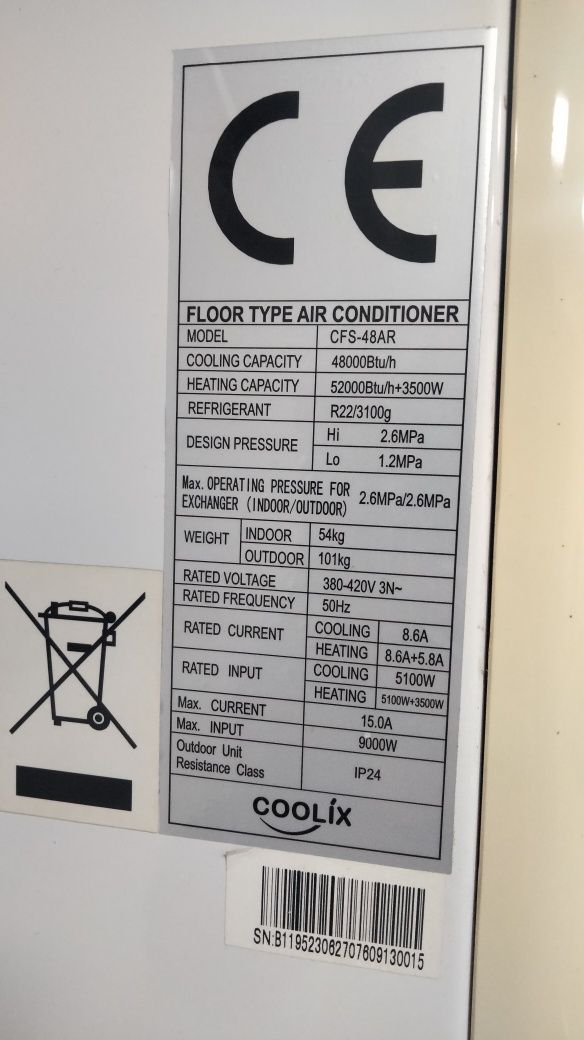 CE
FLOOR TYPE AIR CONDITIONER
MODEL CFS-48AR
COOLING CAPACITY 48000Btu/h
HEATING CAPACITY 52000Btu/h+3500W
REFRIGERANT R22/3100g
DESIGN PRESSURE Hi 2.6MPa
Lo 1.2MPa
Max. OPERATING PRESSURE FOR
EXCHANGER (INDOOR/OUTDOOR) 2.6MPa/2.6MPa
WEIGHT INDOOR 54kg
OUTDOOR 101kg
RATED VOLTAGE 380-420V 3N~
RATED FREQUENCY 50Hz
RATED CURRENT COOLING 8.6A
HEATING 8.6A+5.8A
RATED INPUT COOLING 5100W
HEATING 5100W+3500W
Max. CURRENT 15.0A
Max. INPUT 9000W
Outdoor Unit
Resistance Class IP24
COOLÍX
SN:B119523062707609130015